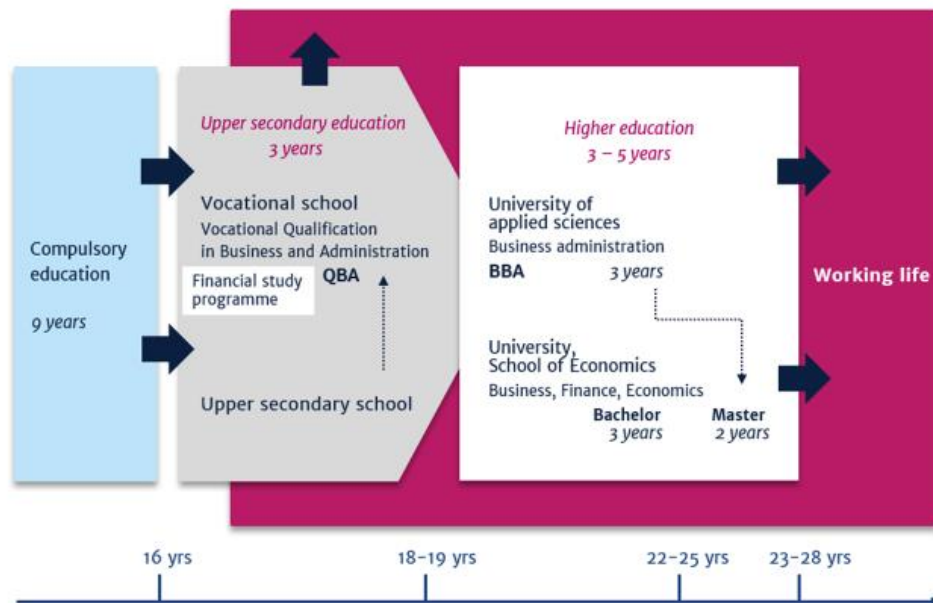 Compulsory
education
9 years
Upper secondary education
3 years
Vocational school
Vocational Qualification
in Business and Administration
QBA
Financial study
programme
Upper secondary school
Higher education
3 – 5 years
University of
applied sciences
Business administration
BBA 3 years
University,
School of Economics
Business, Finance, Economics
Bachelor Master
3 years 2 years
Working life
16 yrs 18-19 yrs 22-25 yrs 23-28 yrs